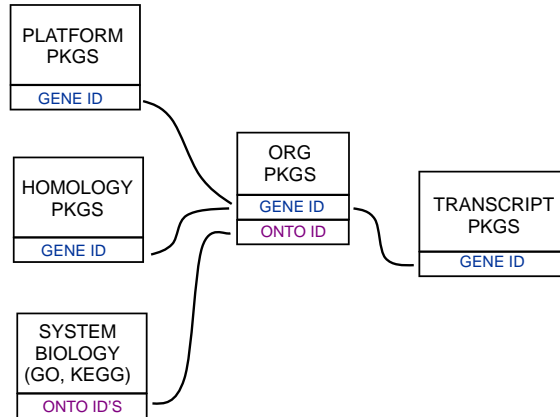 PLATFORM
PKGS
GENE ID
HOMOLOGY
PKGS
GENE ID
SYSTEM
BIOLOGY
(GO, KEGG)
ONTO ID'S
ORG
PKGS
GENE ID
ONTO ID
TRANSCRIPT
PKGS
GENE ID